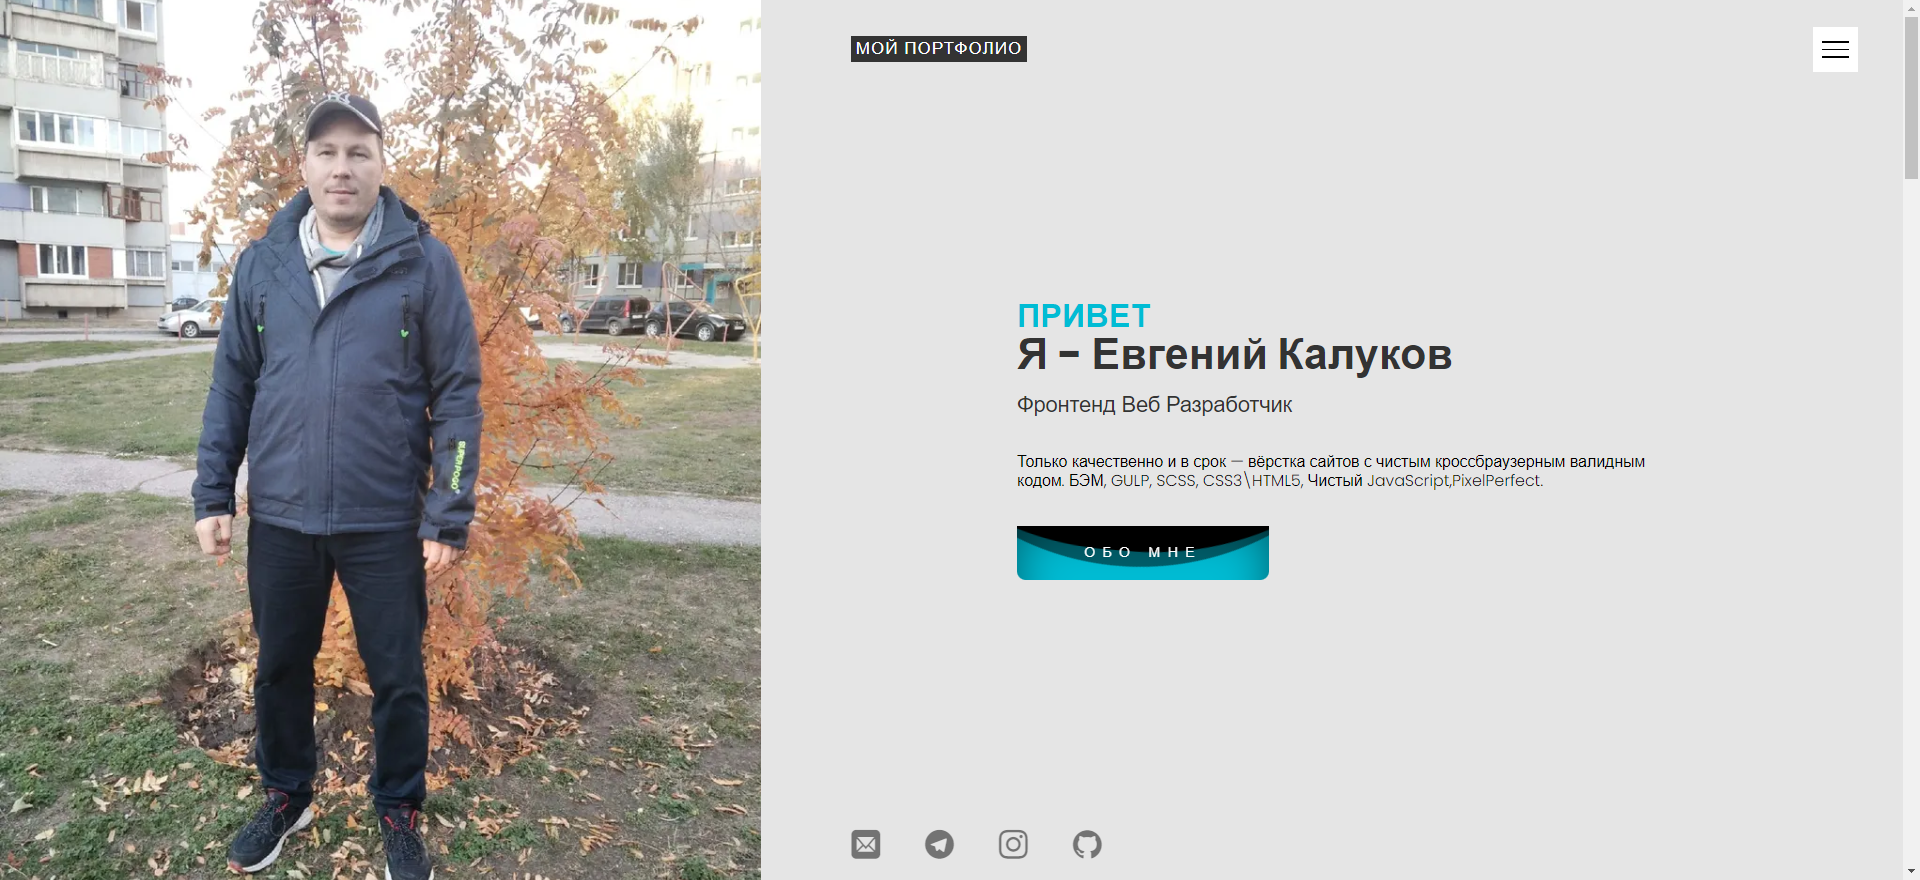 МОЙ ПОРТФОЛИО
ПРИВЕТ
Я - Евгений Калуков
Фронтенд Веб Разработчик
Только качественно и в срок — вёрстка сайтов с чистым кроссбраузерным валидным
кодом. БЭМ, GULP, SCSS, CSS3\HTML5, Чистый JavaScript,PixelPerfect.
ОБО МНЕ